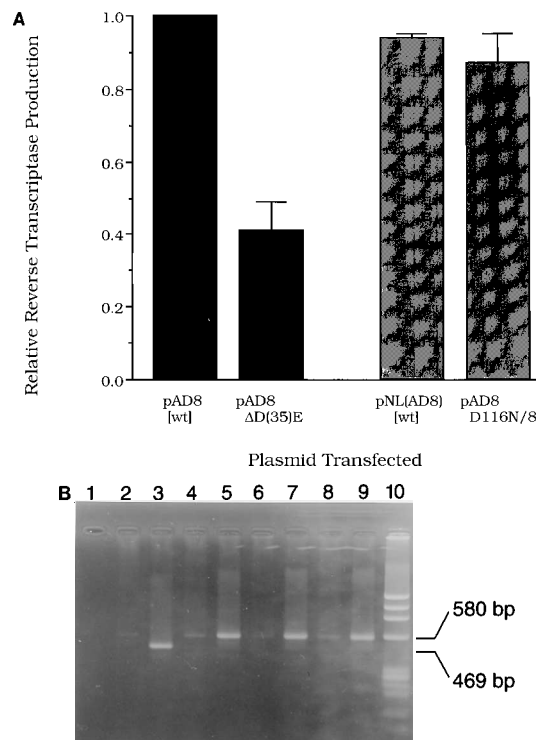 A
Relative Reverse Transcriptase Production
1.0
0.8
0.6
0.4
0.2
0.0
pAD8 [wt]
pAD8 ΔD(35)E
pNL(AD8) [wt]
pAD8 D116N/8
Plasmid Transfected
B 1 2 3 4 5 6 7 8 9 10
580 bp
469 bp